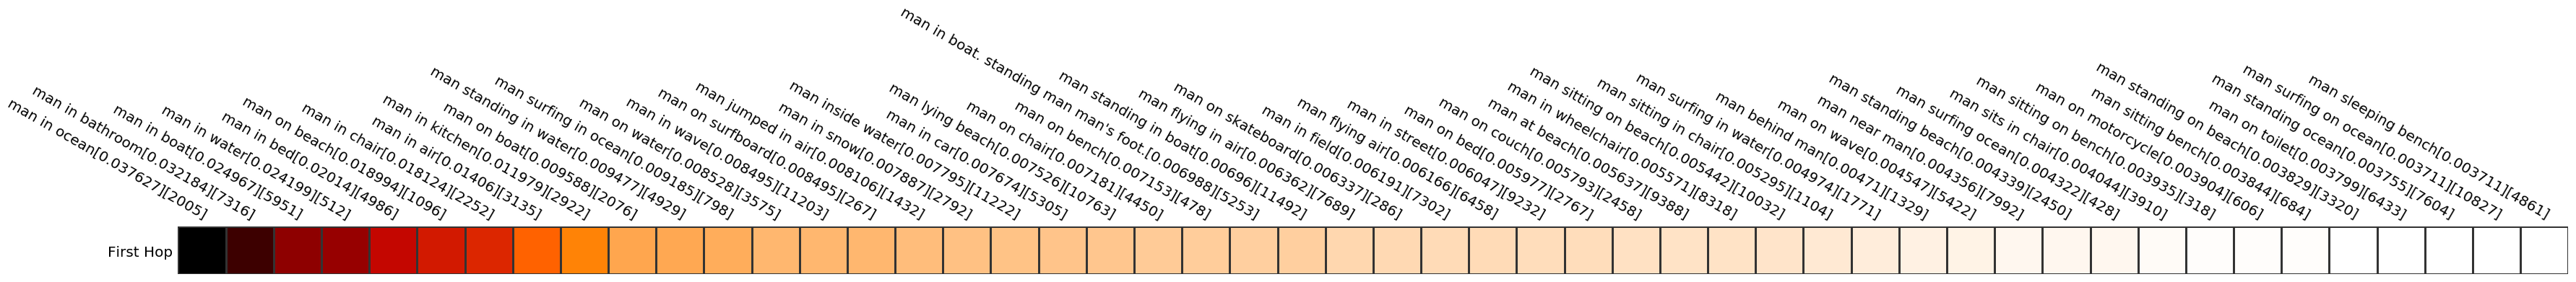 man in ocean[0.037627][2005]
man in bathroom[0.032184][7316]
man in boat[0.024967][5951]
man in water[0.024199][512]
man in bed[0.02014][4986]
man on beach[0.018994][1096]
man in chair[0.018124][2252]
man in kitchen[0.011979][2922]
man in air[0.01406][3135]
man on boat[0.009588][2076]
man standing in water[0.009477][4929]
man surfing in ocean[0.009185][798]
man on water[0.008528][3575]
man in wave[0.008495][11203]
man on surfboard[0.008495][267]
man jumped in air[0.008106][1432]
man in snow[0.007887][2792]
man inside water[0.007795][11222]
man in car[0.007674][5305]
man lying beach[0.007526][10763]
man on chair[0.007181][4450]
man on bench[0.007153][478]
man in boat. standing man man's foot.[0.006988][5253]
man standing in boat[0.00696][11492]
man flying in air[0.006362][7689]
man on skateboard[0.006337][286]
man in field[0.006191][7302]
man flying air[0.006166][6458]
man in street[0.006047][9232]
man on bed[0.005977][2767]
man on couch[0.005793][2458]
man at beach[0.005637][9388]
man in wheelchair[0.005571][8318]
man sitting on beach[0.005442][10032]
man sitting in chair[0.005295][1104]
man surfing in water[0.004974][1771]
man behind man[0.00471][1329]
man on wave[0.004547][5422]
man near man[0.004356][7992]
man standing beach[0.004339][2450]
man surfing ocean[0.004322][428]
man sits in chair[0.004044][3910]
man sitting on bench[0.003935][318]
man on motorcycle[0.003904][606]
man sitting bench[0.003844][684]
man standing on beach[0.003829][3320]
man on toilet[0.003799][6433]
man standing ocean[0.003755][7604]
man surfing on ocean[0.003711][10827]
man sleeping bench[0.003711][4861]
First Hop